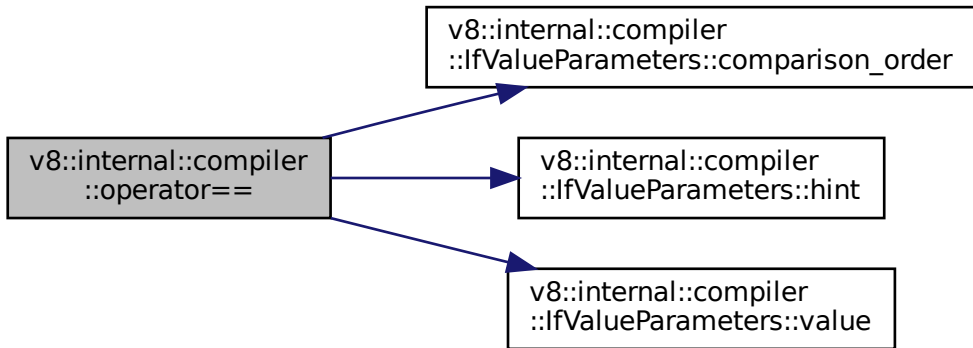 v8::internal::compiler
::IfValueParameters::comparison_order
v8::internal::compiler
::operator==
v8::internal::compiler
::IfValueParameters::hint
v8::internal::compiler
::IfValueParameters::value